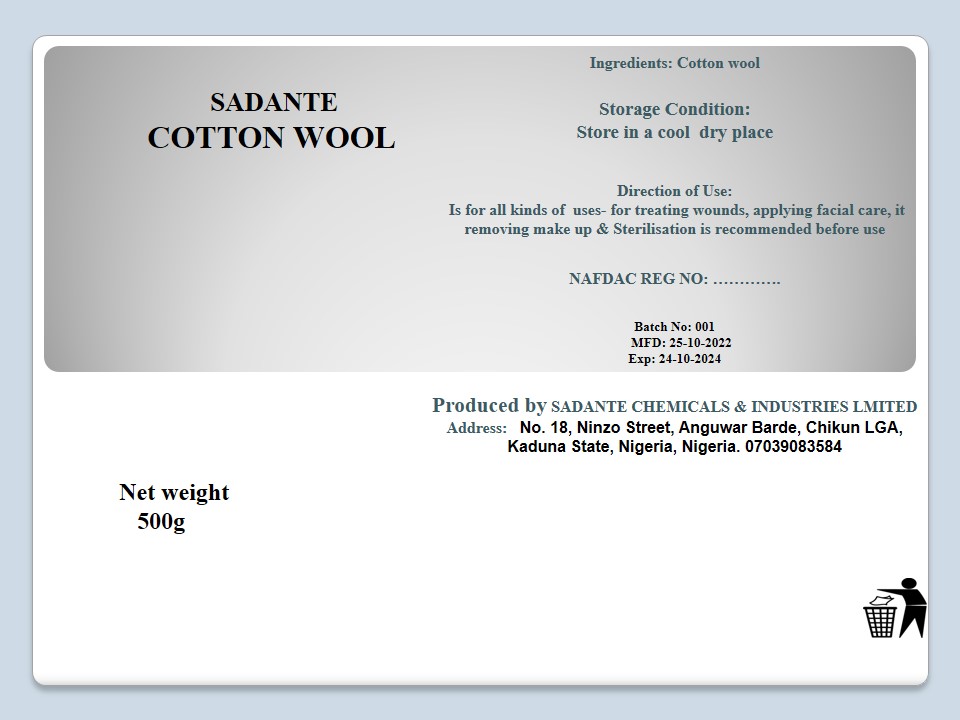 SADANTE
COTTON WOOL
Ingredients: Cotton wool
Storage Condition:
Store in a cool  dry place
Direction of Use:
Is for all kinds of  uses- for treating wounds, applying facial care, it
removing make up & Sterilisation is recommended before use
NAFDAC REG NO: ………….
Batch No: 001
MFD: 25-10-2022
Exp: 24-10-2024
Produced by SADANTE CHEMICALS & INDUSTRIES LMITED
Address:   No. 18, Ninzo Street, Anguwar Barde, Chikun LGA,
Kaduna State, Nigeria, Nigeria. 07039083584
Net weight
500g